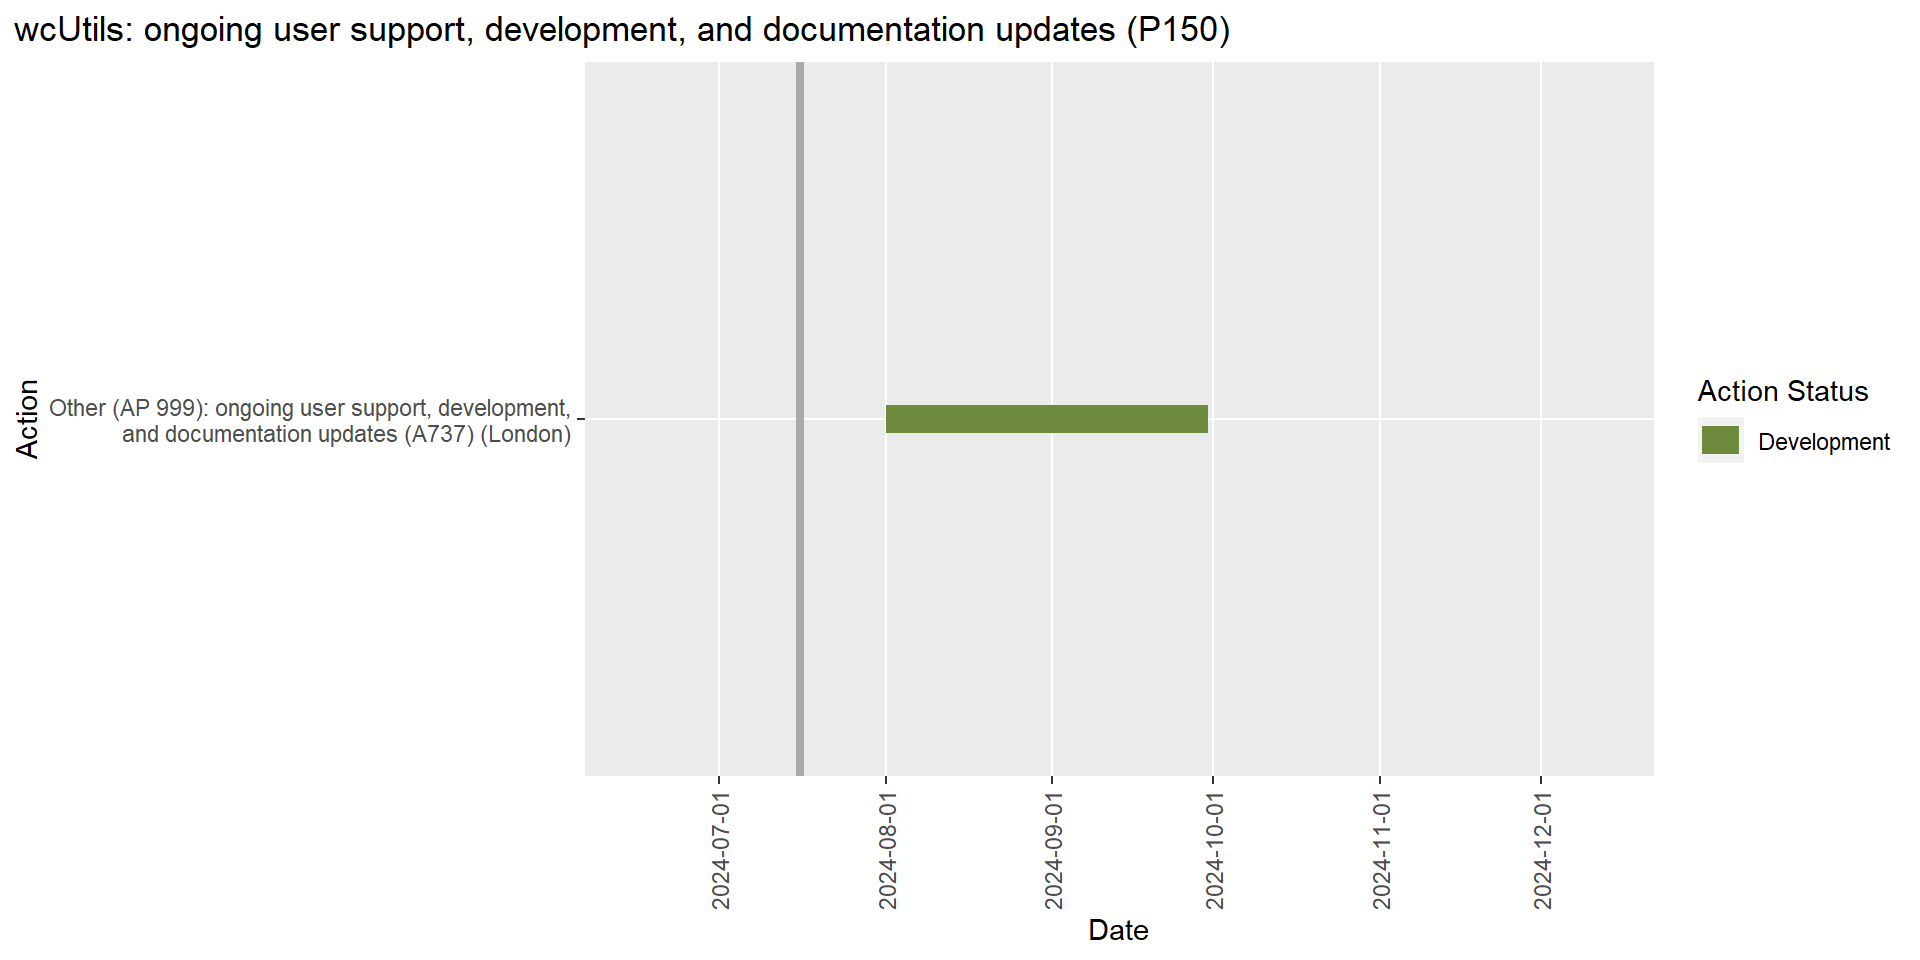 wcUtils: ongoing user support, development, and documentation updates (P150)
Action
Other (AP 999): ongoing user support, development,
and documentation updates (A737) (London)
Action Status
Development
2024-07-01
2024-08-01
2024-09-01
2024-10-01
2024-11-01
2024-12-01
Date